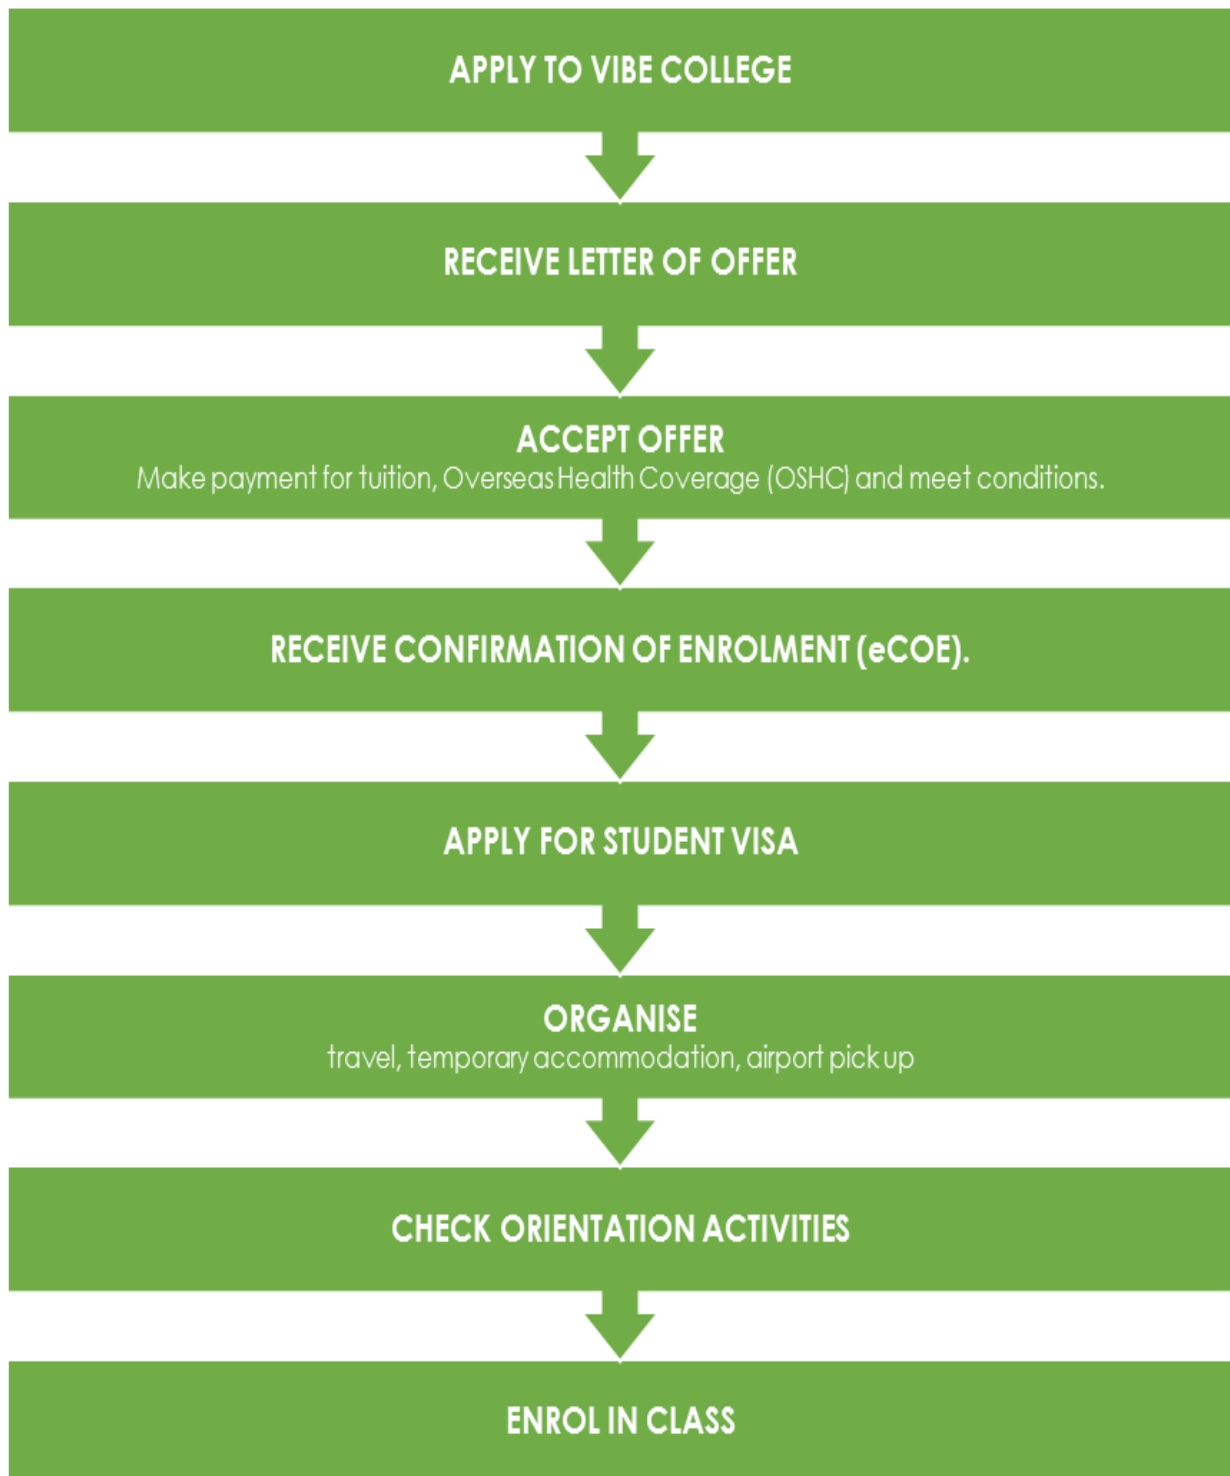 APPLY TO VIBE COLLEGE
RECEIVE LETTER OF OFFER
ACCEPT OFFER
Make payment for tuition, Overseas Health Coverage (OSHC) and meet conditions.
RECEIVE CONFIRMATION OF ENROLMENT (eCOE).
APPLY FOR STUDENT VISA
ORGANISE
travel, temporary accommodation, airport pick up
CHECK ORIENTATION ACTIVITIES
ENROL IN CLASS